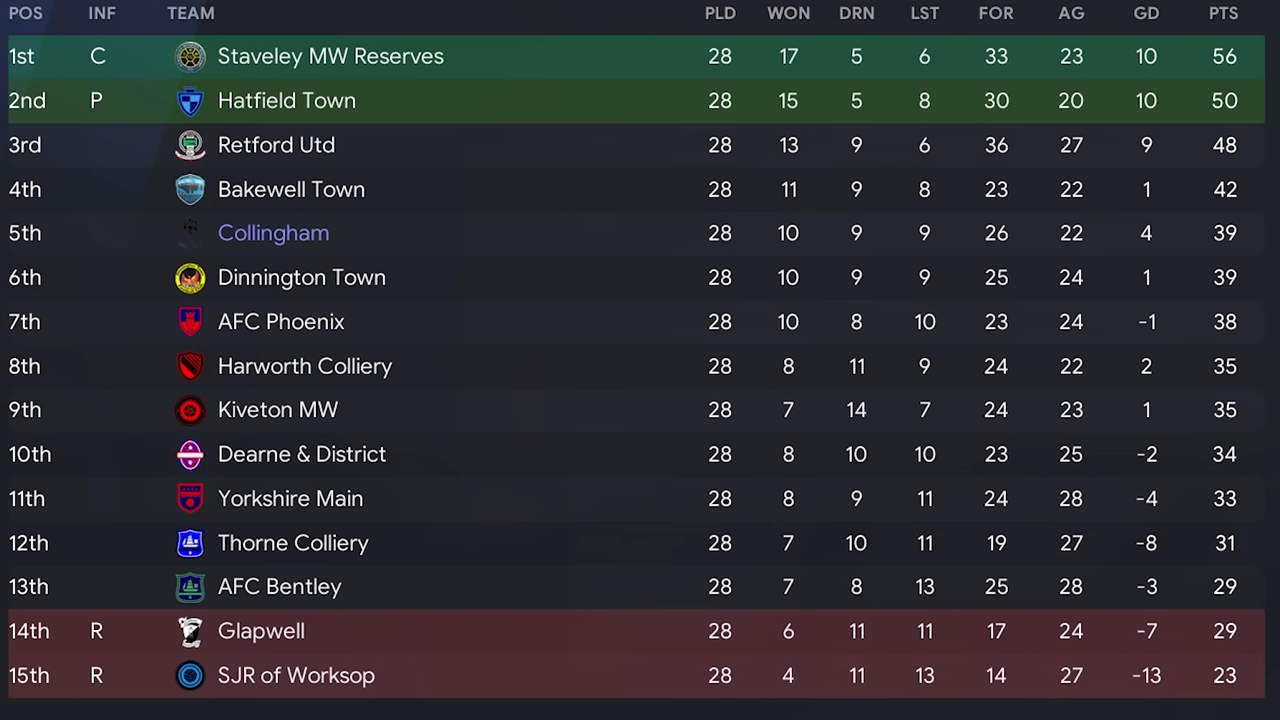 POS INF TEAM PLD WON DRN LST FOR AG GD PTS
1st C Staveley MW Reserves 28 17 5 6 33 23 10 56
2nd P Hatfield Town 28 15 5 8 30 20 10 50
3rd Retford Utd 28 13 9 6 36 27 9 48
4th Bakewell Town 28 11 9 8 23 22 1 42
5th Collingham 28 10 9 9 26 22 4 39
6th Dinnington Town 28 10 9 9 25 24 1 39
7th AFC Phoenix 28 10 8 10 23 24 -1 38
8th Harworth Colliery 28 8 11 9 24 22 2 35
9th Kiveton MW 28 7 14 7 24 23 1 35
10th Dearne & District 28 8 10 10 23 25 -2 34
11th Yorkshire Main 28 8 9 11 24 28 -4 33
12th Thorne Colliery 28 7 10 11 19 27 -8 31
13th AFC Bentley 28 7 8 13 25 28 -3 29
14th R Glapwell 28 6 11 11 17 24 -7 29
15th R SJR of Worksop 28 4 11 13 14 27 -13 23